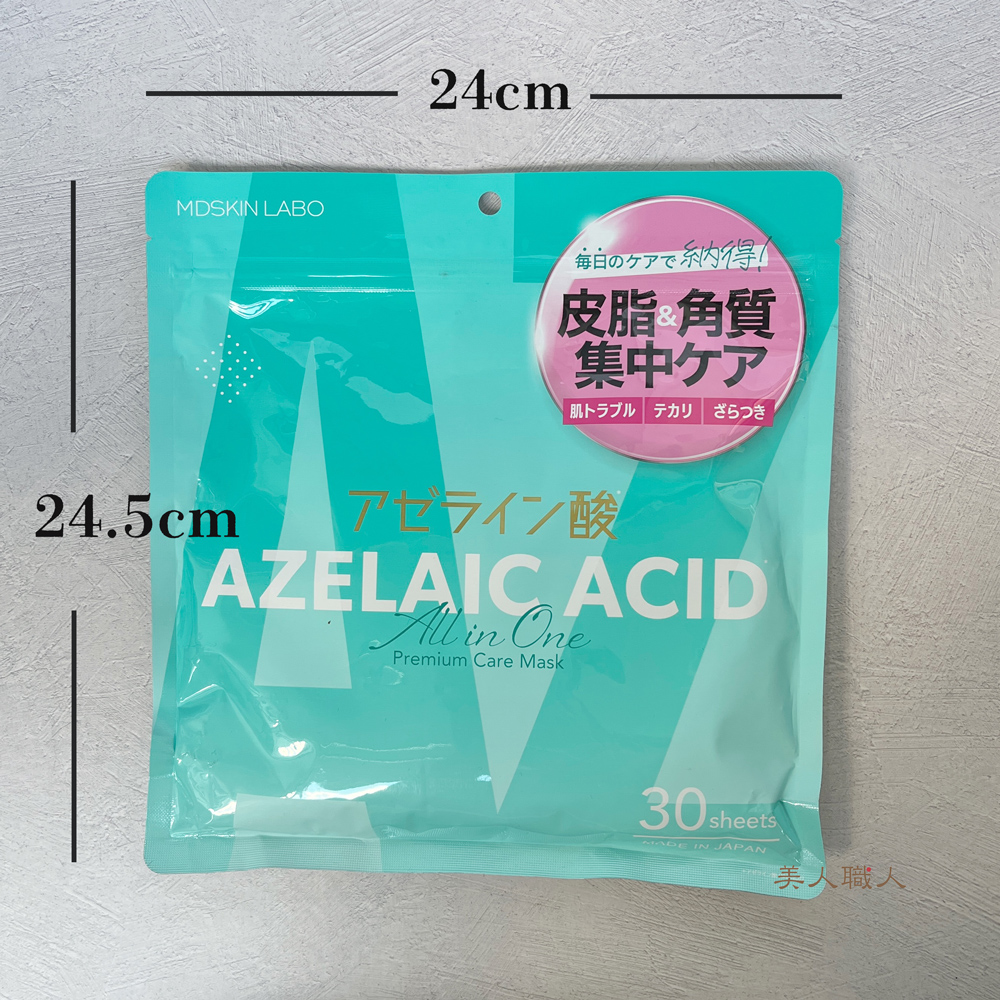 24cm
MDSKIN LABO
毎日のケアで納得!
皮脂&角質
集中ケア
肌トラブル テカリ ざらつき
24.5cm
アゼライン酸
AZELAIC ACID
All in One
Premium Care Mask
30 sheets
MADE IN JAPAN
美人職人